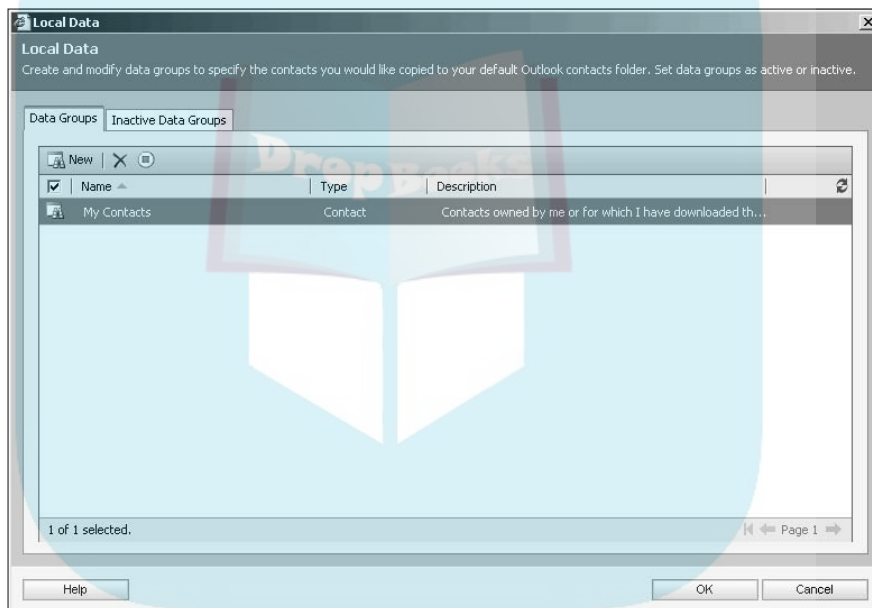 Local Data
Local Data
Create and modify data groups to specify the contacts you would like copied to your default Outlook contacts folder. Set data groups as active or inactive.
Data Groups Inactive Data Groups
New
Name Type Description
My Contacts Contact Contacts owned by me or for which I have downloaded th...
Drop Books
1 of 1 selected. Page 1
Help OK Cancel